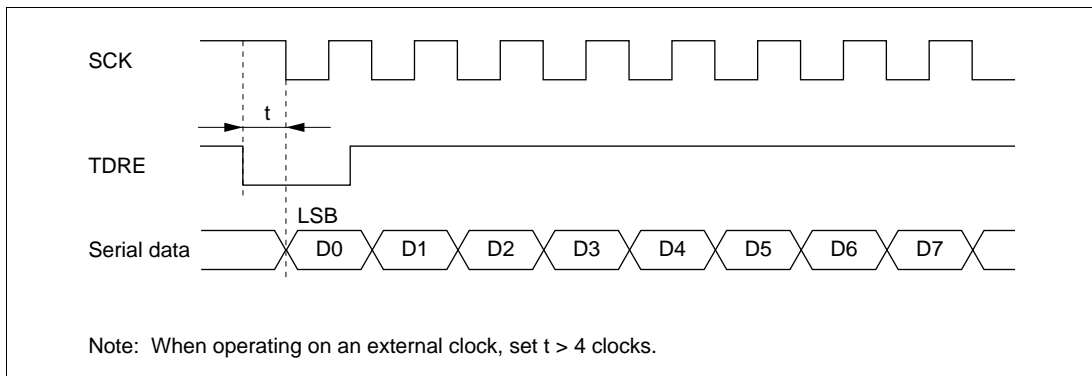 SCK
t
TDRE
LSB
Serial data D0 D1 D2 D3 D4 D5 D6 D7
Note: When operating on an external clock, set t > 4 clocks.